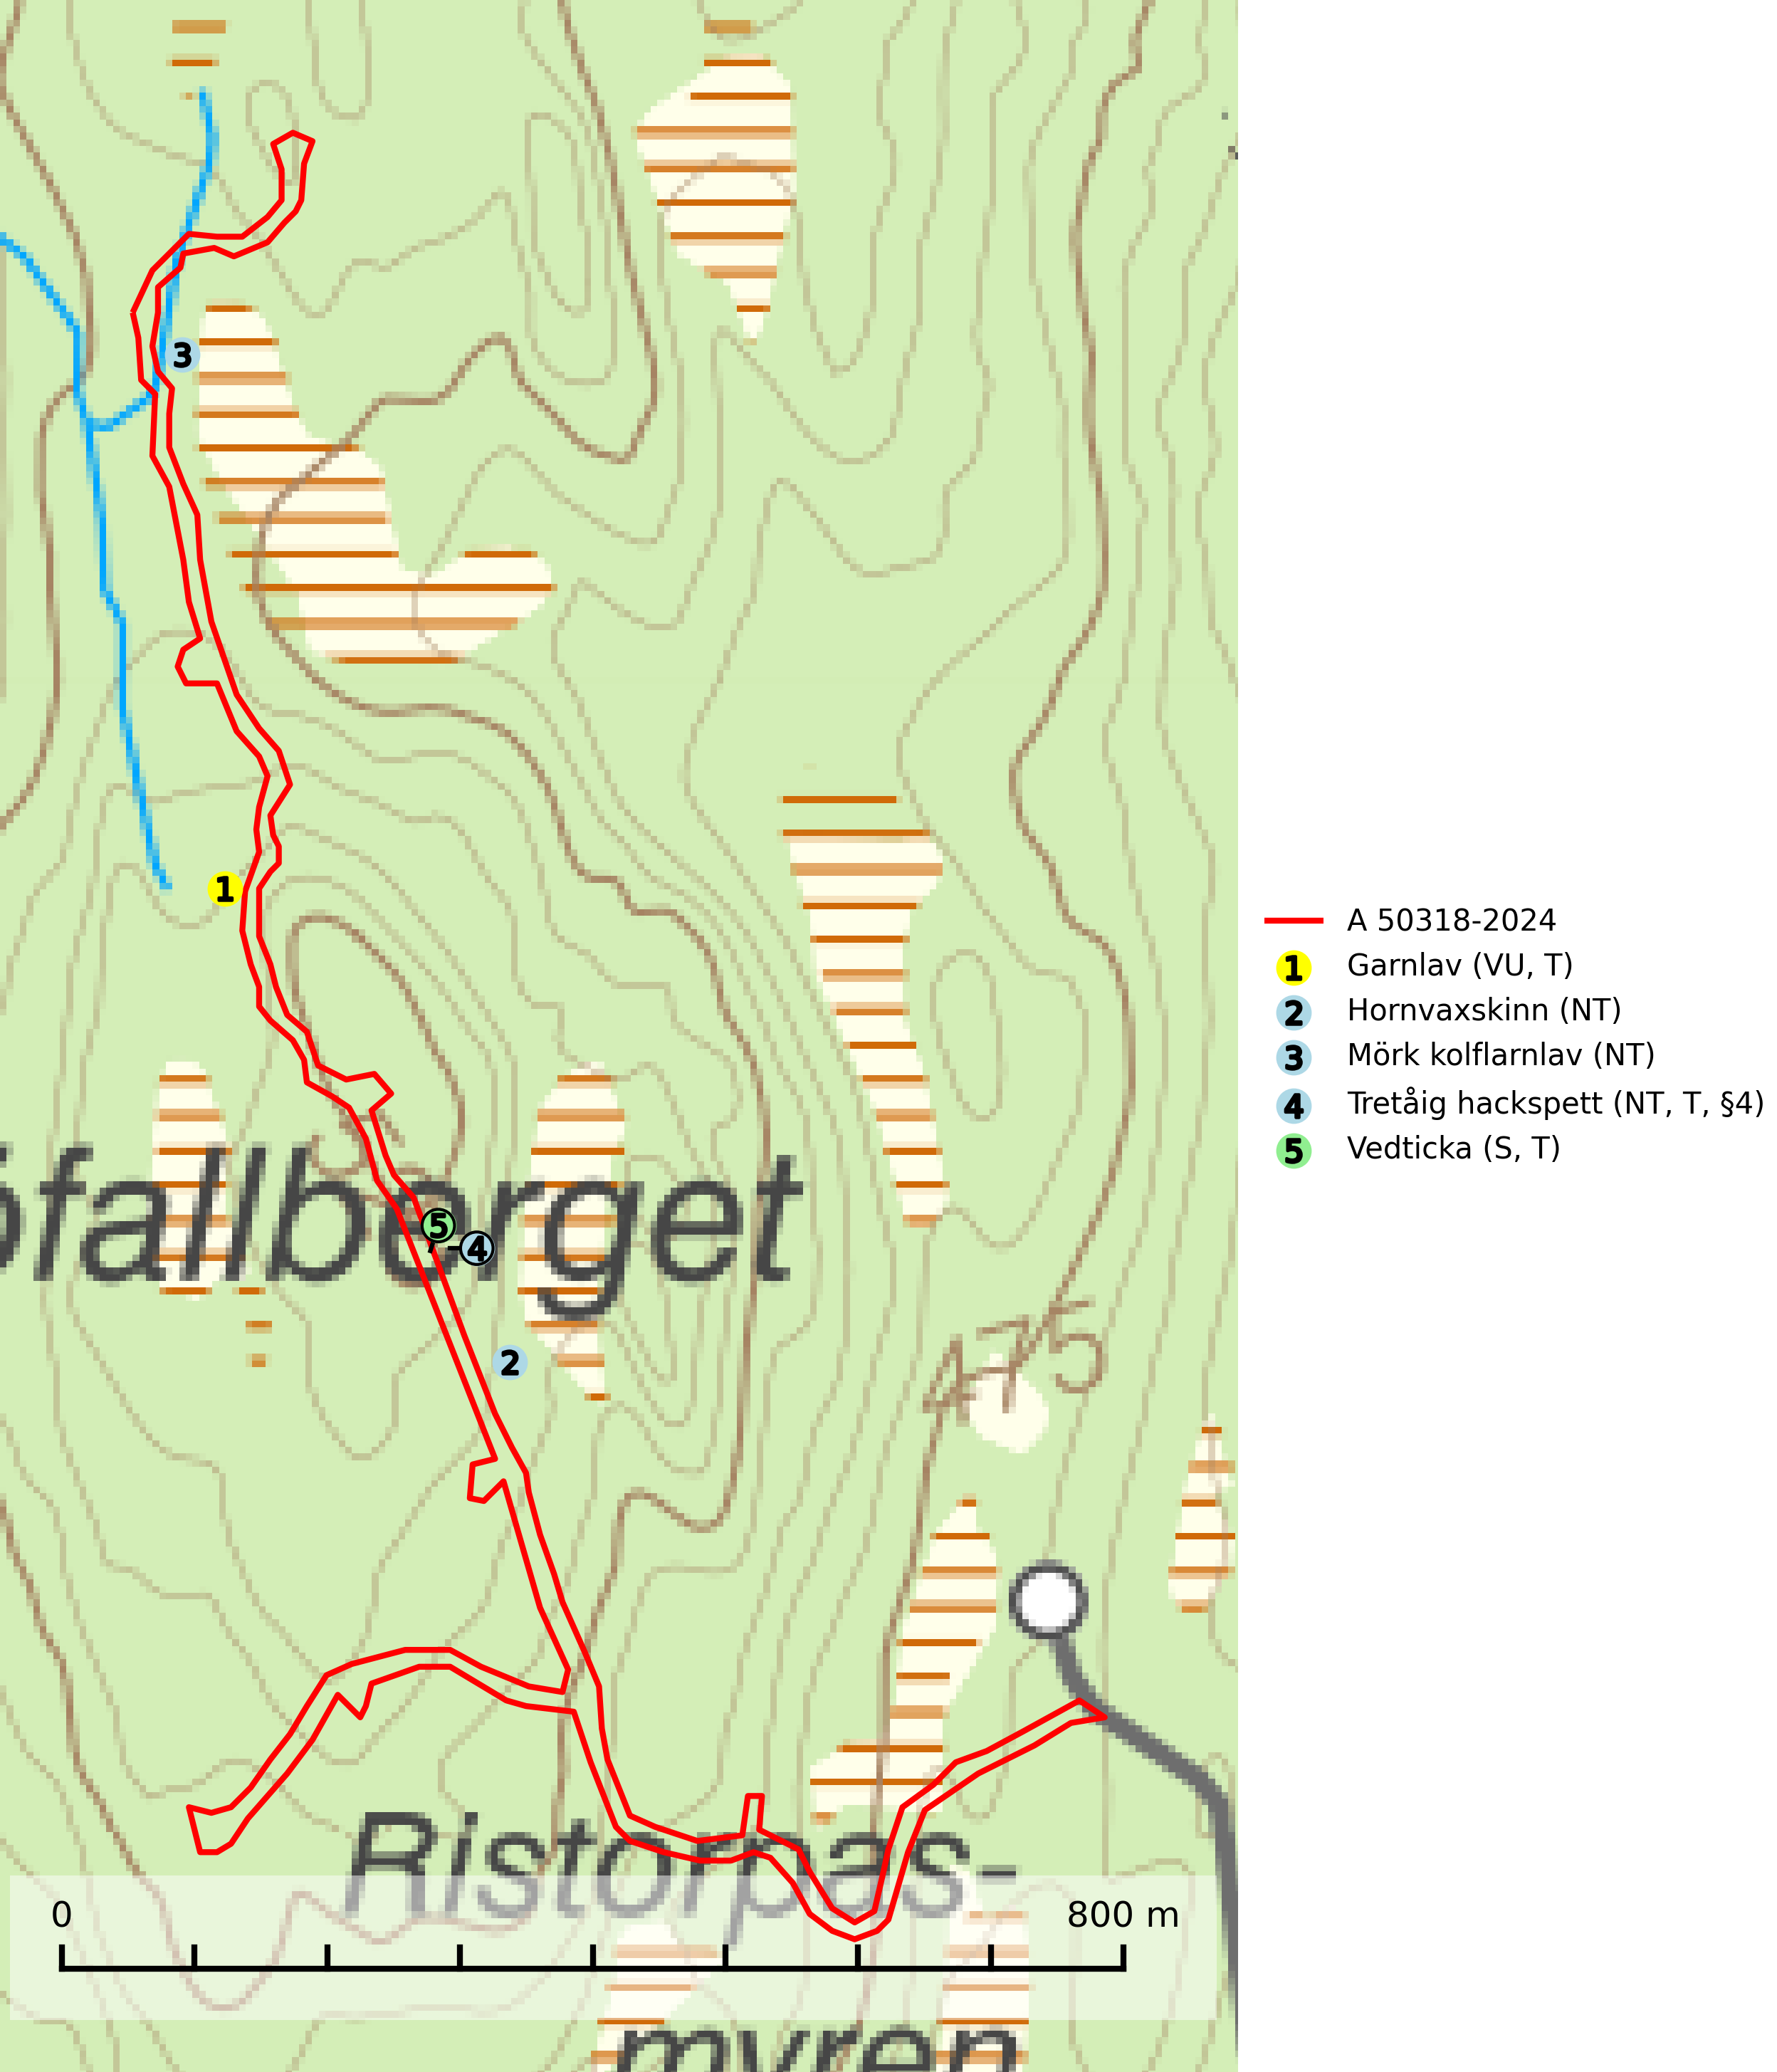 3
1
fallberget
5
4
2
475
Ristorpas-
0
800 m
myren
A 50318-2024
1 Garnlav (VU, T)
2 Hornvaxskinn (NT)
3 Mörk kolflarnlav (NT)
4 Tretåig hackspett (NT, T, §4)
5 Vedticka (S, T)